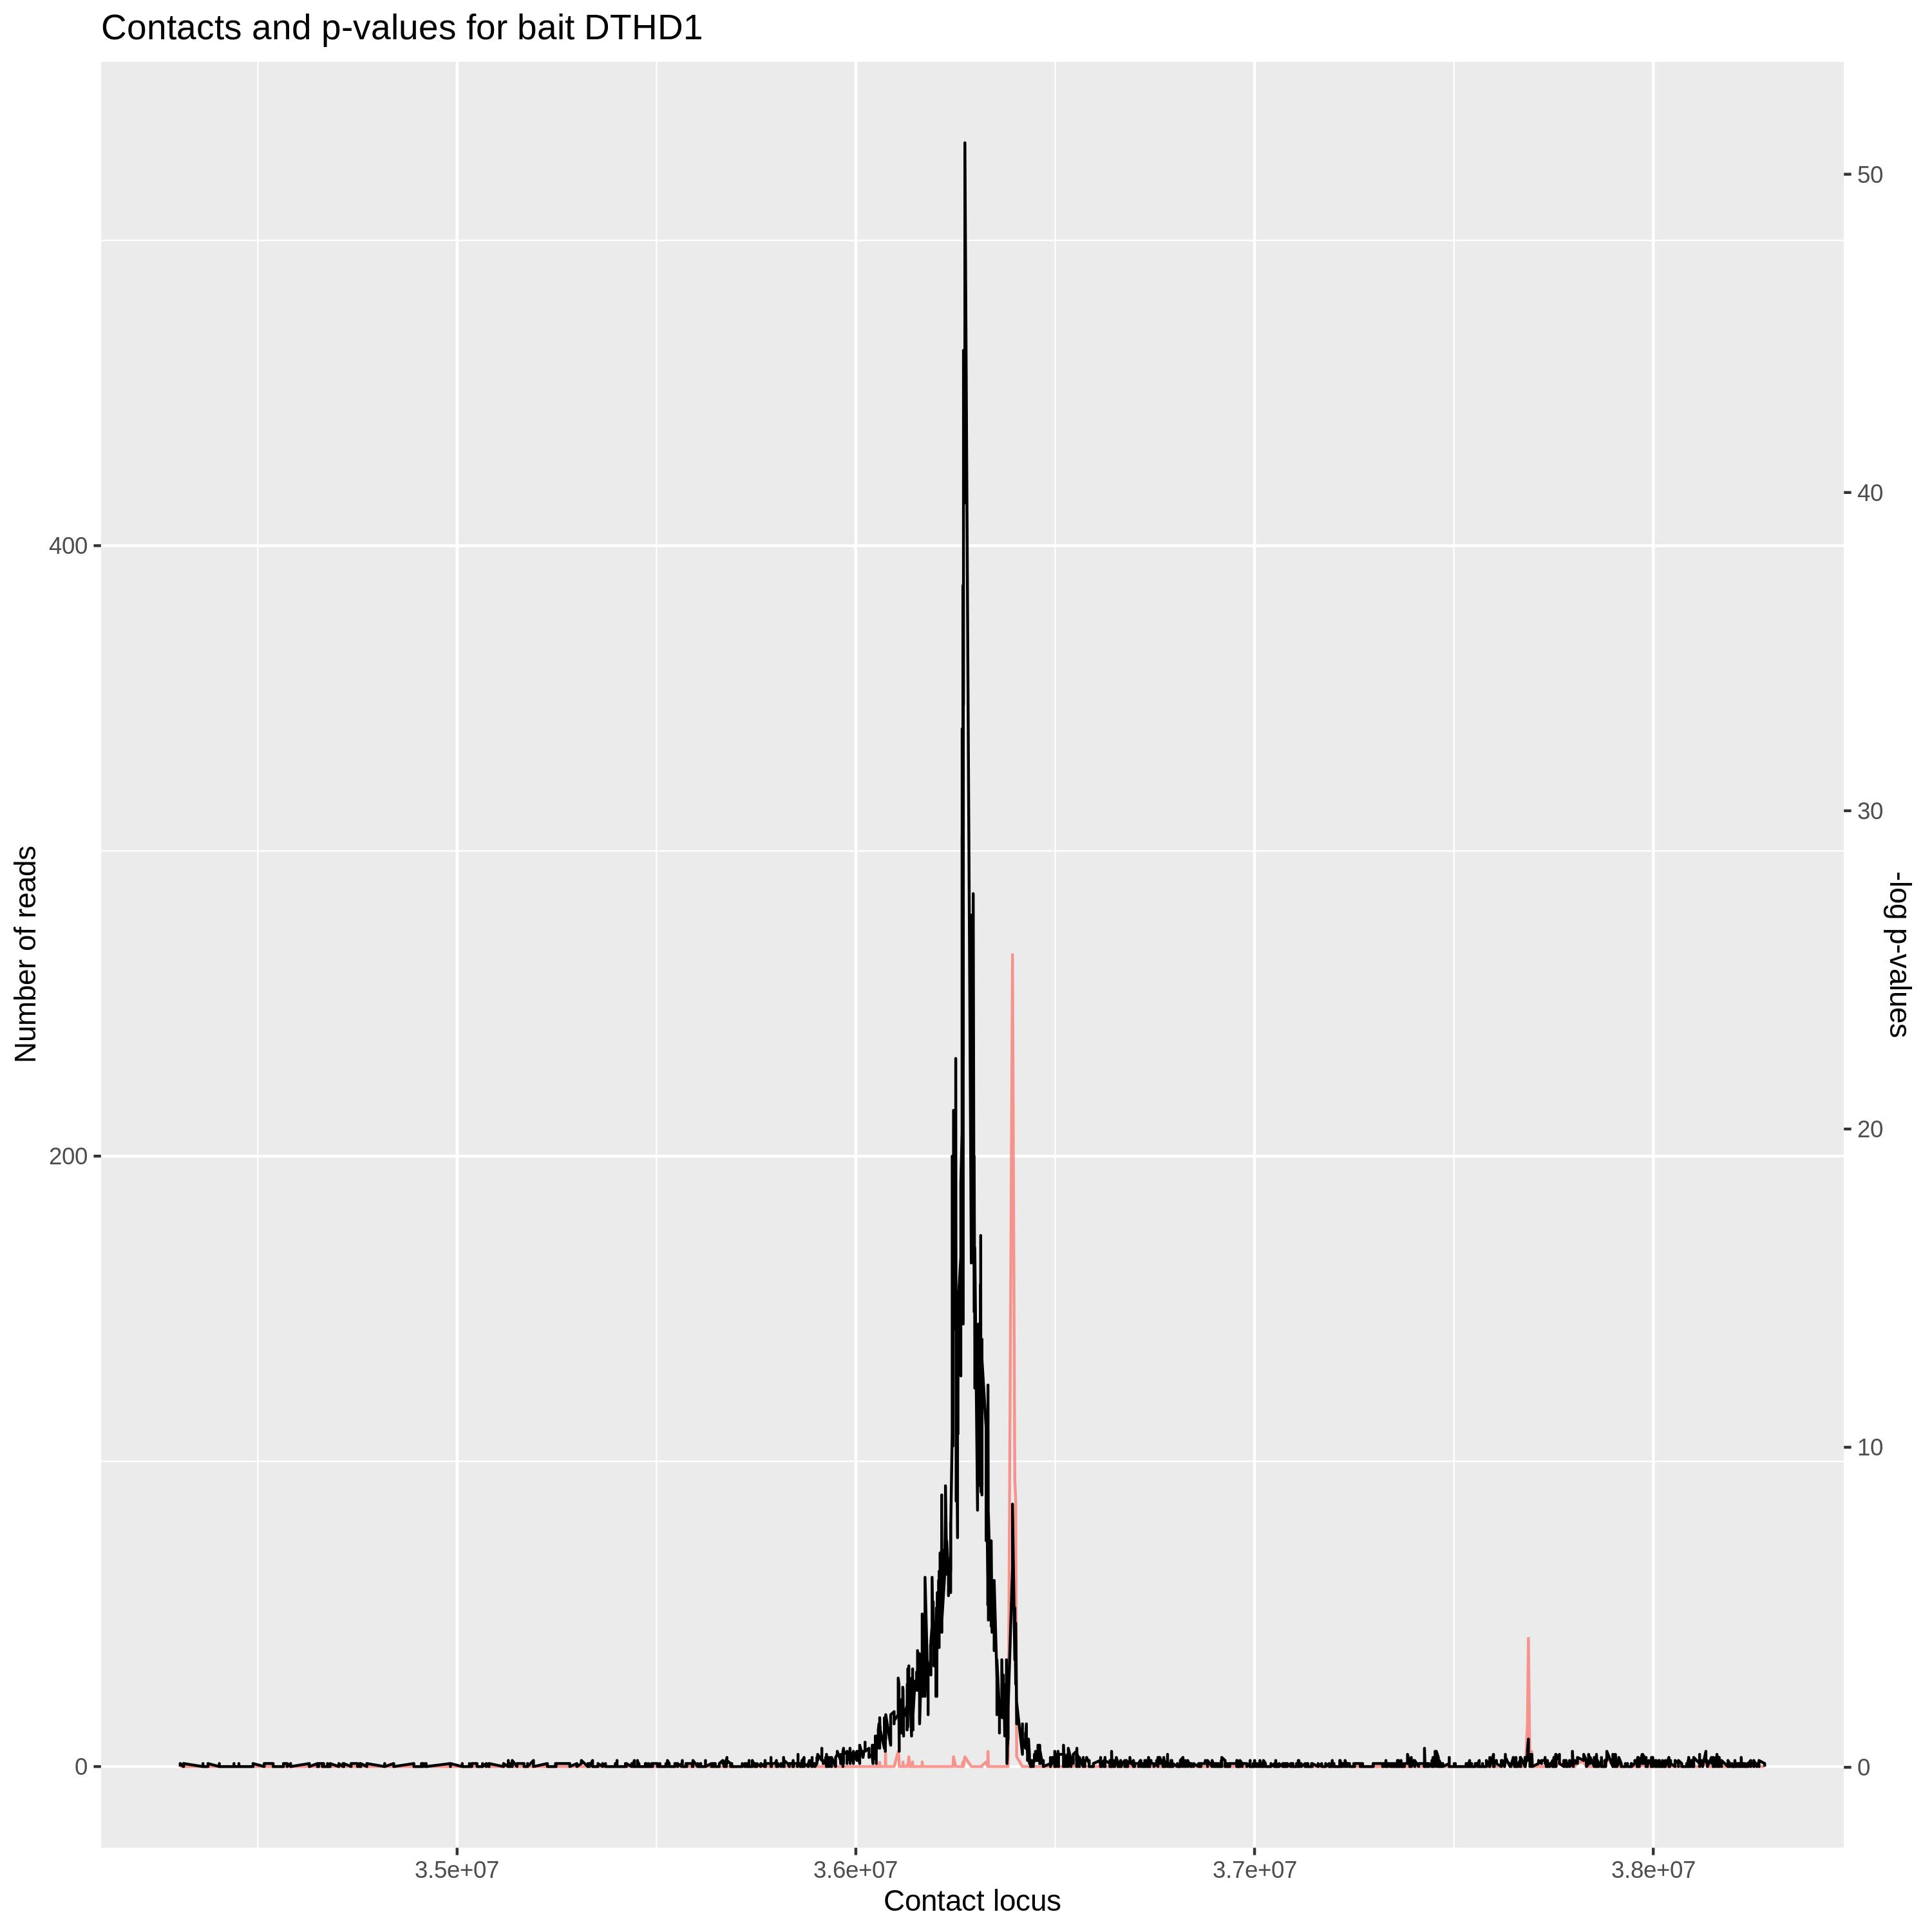 Contacts and p-values for bait DTHD1
Number of reads
400
200
0
50
40
30
20
10
0
-log p-values
3.5e+07
3.6e+07
3.7e+07
3.8e+07
Contact locus